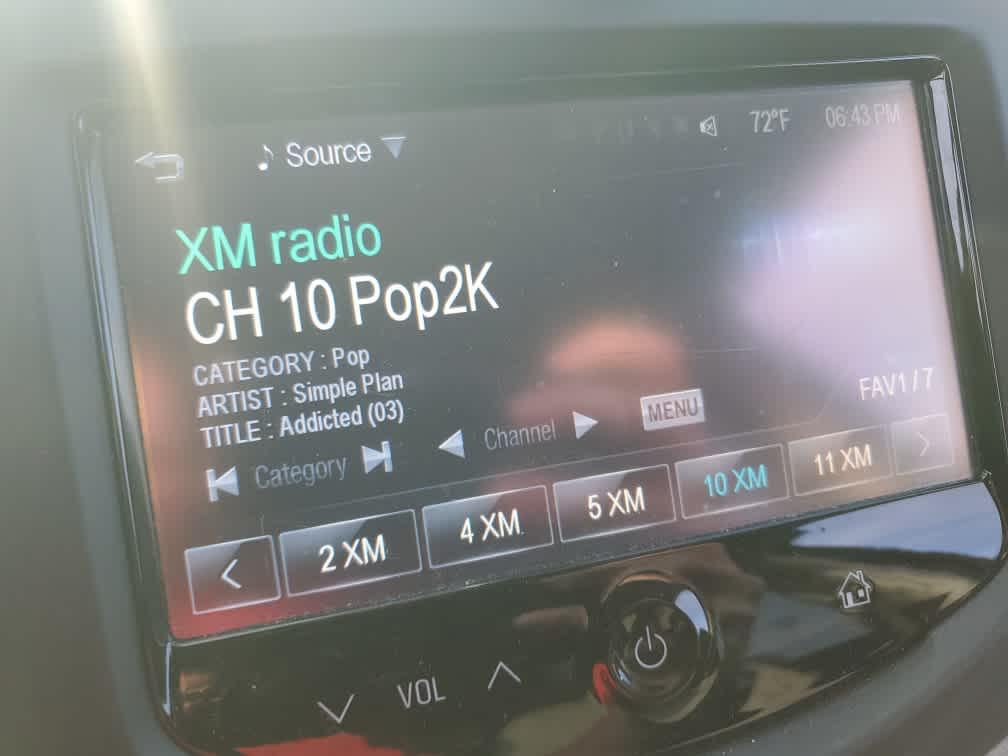 Source
72°F
06:43 PM
XM radio
CH 10 Pop2K
CATEGORY : Pop
ARTIST : Simple Plan
TITLE : Addicted (03)
FAV1 / 7
Category
Channel
MENU
2 XM
4 XM
5 XM
10 XM
11 XM
VOL